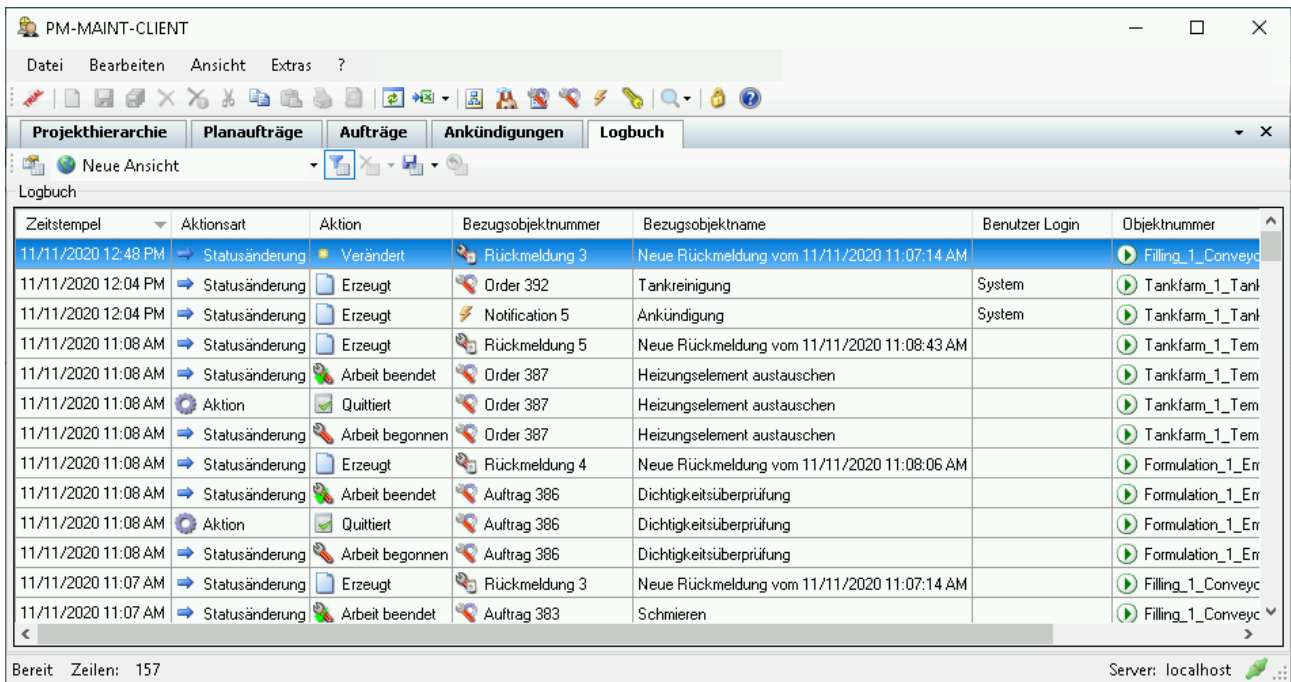 PM-MAINT-CLIENT
Datei Bearbeiten Ansicht Extras ?
Projekthierarchie Planaufträge Aufträge Ankündigungen Logbuch
Neue Ansicht
Logbuch
Zeitstempel Aktionsart Aktion Bezugsobjektnummer Bezugsobjektname Benutzer Login Objektnummer
11/11/2020 12:48 PM Statusänderung Verändert Rückmeldung 3 Neue Rückmeldung vom 11/11/2020 11:07:14 AM Filling_1_Conveyc
11/11/2020 12:04 PM Statusänderung Erzeugt Order 392 Tankreinigung System Tankfarm_1_Tank
11/11/2020 12:04 PM Statusänderung Erzeugt Notification 5 Ankündigung System Tankfarm_1_Tank
11/11/2020 11:08 AM Statusänderung Erzeugt Rückmeldung 5 Neue Rückmeldung vom 11/11/2020 11:08:43 AM Tankfarm_1_Tem
11/11/2020 11:08 AM Statusänderung Arbeit beendet Order 387 Heizungselement austauschen Tankfarm_1_Tem
11/11/2020 11:08 AM Aktion Quittiert Order 387 Heizungselement austauschen Tankfarm_1_Tem
11/11/2020 11:08 AM Statusänderung Arbeit begonnen Order 387 Heizungselement austauschen Tankfarm_1_Tem
11/11/2020 11:08 AM Statusänderung Erzeugt Rückmeldung 4 Neue Rückmeldung vom 11/11/2020 11:08:06 AM Formulation_1_Em
11/11/2020 11:08 AM Statusänderung Arbeit beendet Auftrag 386 Dichtigkeitsüberprüfung Formulation_1_Em
11/11/2020 11:08 AM Aktion Quittiert Auftrag 386 Dichtigkeitsüberprüfung Formulation_1_Em
11/11/2020 11:08 AM Statusänderung Arbeit begonnen Auftrag 386 Dichtigkeitsüberprüfung Formulation_1_Em
11/11/2020 11:07 AM Statusänderung Erzeugt Rückmeldung 3 Neue Rückmeldung vom 11/11/2020 11:07:14 AM Filling_1_Conveyc
11/11/2020 11:07 AM Statusänderung Arbeit beendet Auftrag 383 Schmieren Filling_1_Conveyc
Bereit Zeilen: 157 Server: localhost